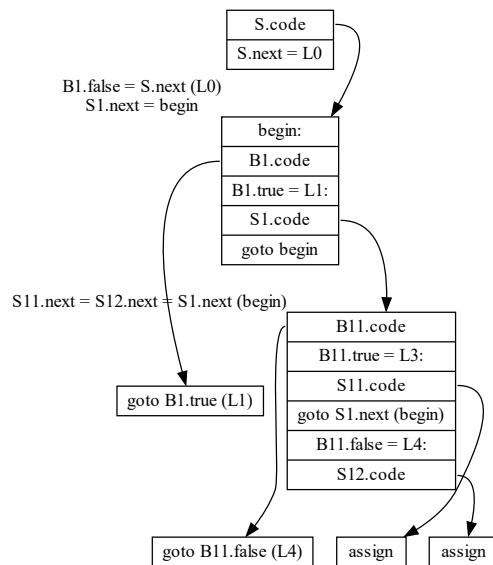 S.code
S.next = L0
B1.false = S.next (L0)
S1.next = begin
begin:
B1.code
B1.true = L1:
S1.code
goto begin
S11.next = S12.next = S1.next (begin)
B11.code
B11.true = L3:
S11.code
goto S1.next (begin)
B11.false = L4:
S12.code
goto B1.true (L1)
goto B11.false (L4)
assign
assign